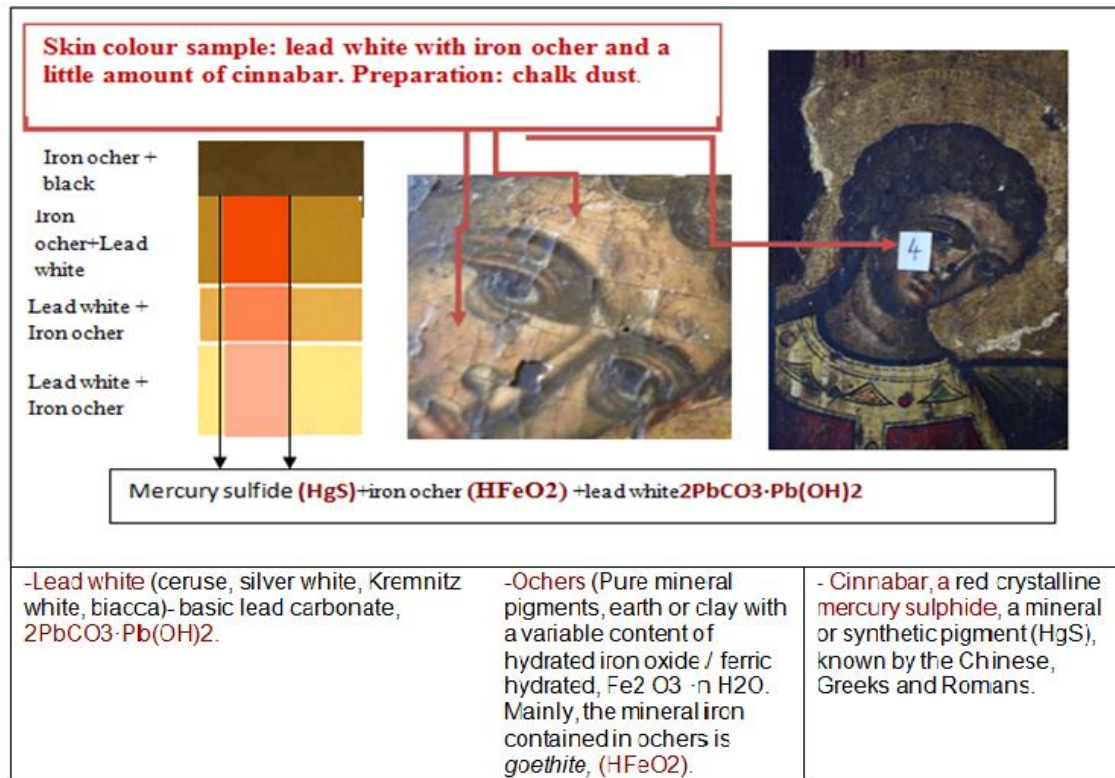 Skin colour sample: lead white with iron ocher and a
little amount of cinnabar. Preparation: chalk dust.
Iron ocher +
black
Iron
ocher+Lead
white
Lead white +
Iron ocher
Lead white +
Iron ocher
4
Mercury sulfide (HgS)+iron ocher (HFeO2) +lead white2PbCO3·Pb(OH)2
-Lead white (ceruse, silver white, Kremnitz
white, biacca)- basic lead carbonate,
2PbCO3·Pb(OH)2.
-Ochers (Pure mineral
pigments, earth or clay with
a variable content of
hydrated iron oxide / ferric
hydrated, Fe2 O3 ·n H2O.
Mainly, the mineral iron
contained in ochers is
goethite, (HFeO2).
- Cinnabar, a red crystalline
mercury sulphide, a mineral
or synthetic pigment (HgS),
known by the Chinese,
Greeks and Romans.